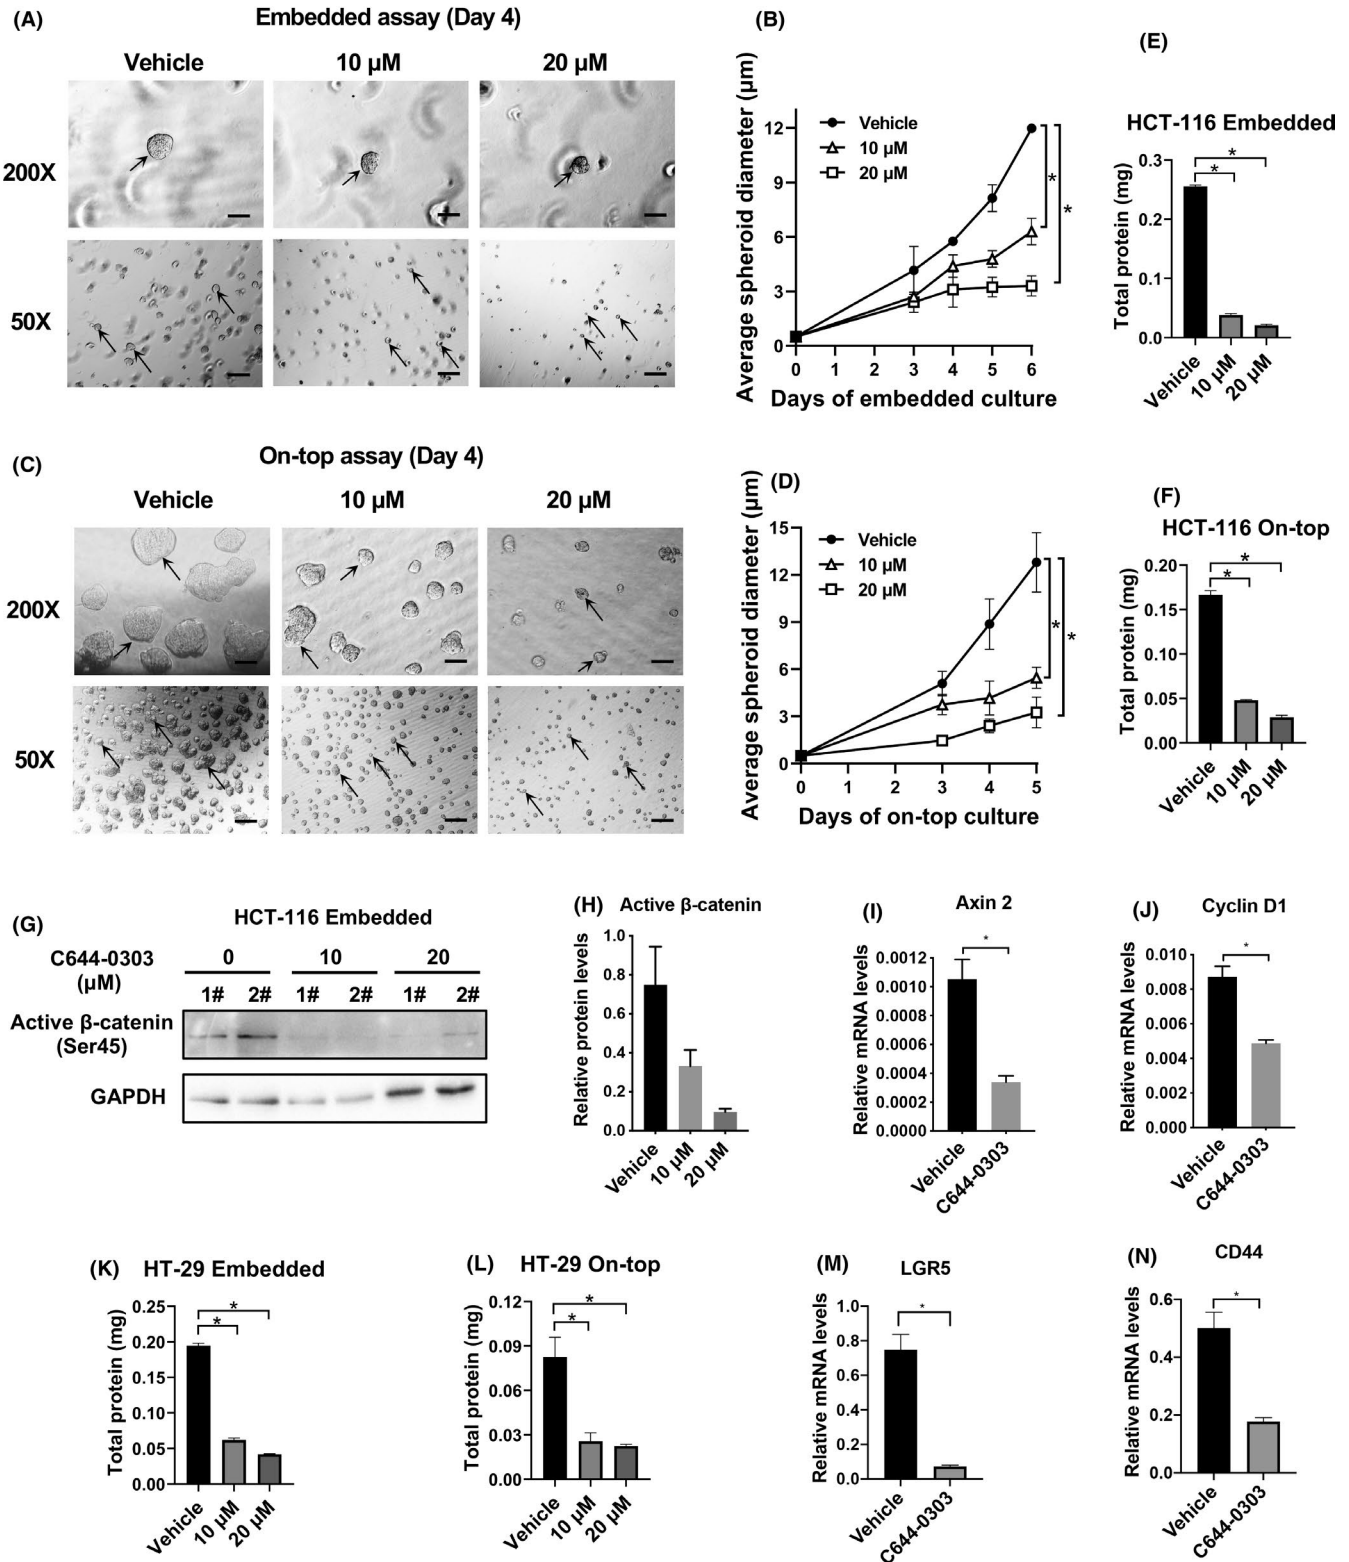 (A)
Embedded assay (Day 4)
Vehicle 10 µM 20 µM
200X
50X
(B)
Average spheroid diameter (µm)
12
9
6
3
0
Vehicle
10 µM
20 µM
*
*
0 1 2 3 4 5 6
Days of embedded culture
(E)
HCT-116 Embedded
Total protein (mg)
0.3
0.2
0.1
0.0
*
*
Vehicle
10 µM
20 µM
(C)
On-top assay (Day 4)
Vehicle 10 µM 20 µM
200X
50X
(D)
Average spheroid diameter (µm)
15
12
9
6
3
0
Vehicle
10 µM
20 µM
*
*
0 1 2 3 4 5
Days of on-top culture
(F)
HCT-116 On-top
Total protein (mg)
0.20
0.15
0.10
0.05
0.00
*
*
Vehicle
10 µM
20 µM
(G)
HCT-116 Embedded
C644-0303
(µM)
0 10 20
1# 2# 1# 2# 1# 2#
Active β-catenin
(Ser45)
GAPDH
(H) Active β-catenin
Relative protein levels
1.0
0.8
0.6
0.4
0.2
0.0
Vehicle
10 µM
20 µM
(I)
Axin 2
Relative mRNA levels
0.0012
0.0010
0.0008
0.0006
0.0004
0.0002
0.0000
*
Vehicle
C644-0303
(J)
Cyclin D1
Relative mRNA levels
0.010
0.008
0.006
0.004
0.002
0.000
*
Vehicle
C644-0303
(K) HT-29 Embedded
Total protein (mg)
0.25
0.20
0.15
0.10
0.05
0.00
*
*
Vehicle
10 µM
20 µM
(L) HT-29 On-top
Total protein (mg)
0.12
0.09
0.06
0.03
0.00
*
*
Vehicle
10 µM
20 µM
(M)
LGR5
Relative mRNA levels
1.0
0.8
0.6
0.4
0.2
0.0
*
Vehicle
C644-0303
(N)
CD44
Relative mRNA levels
0.6
0.4
0.2
0.0
*
Vehicle
C644-0303